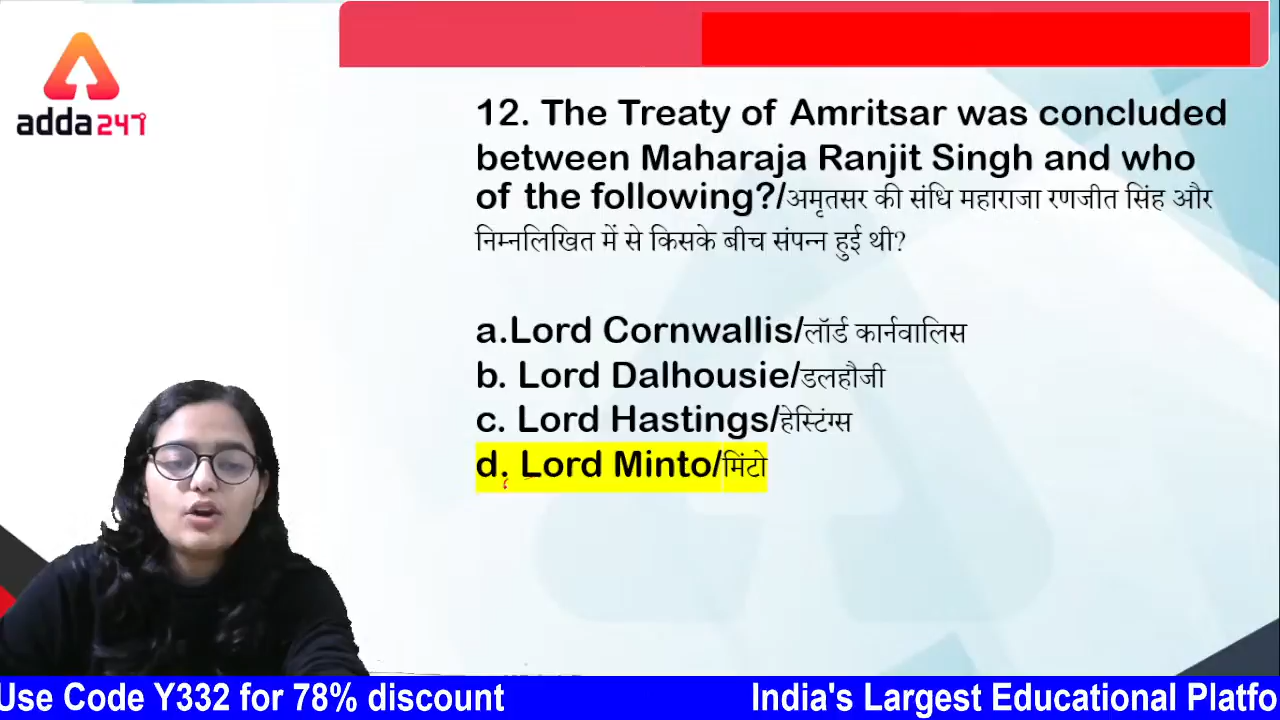 adda247
12. The Treaty of Amritsar was concluded
between Maharaja Ranjit Singh and who
of the following?/अमृतसर की संधि महाराजा रणजीत सिंह और
निम्नलिखित में से किसके बीच संपन्न हुई थी?
a.Lord Cornwallis/लॉर्ड कार्नवालिस
b. Lord Dalhousie/डलहौजी
c. Lord Hastings/हेस्टिंग्स
d. Lord Minto/मिंटो
Use Code Y332 for 78% discount
India's Largest Educational Platfo